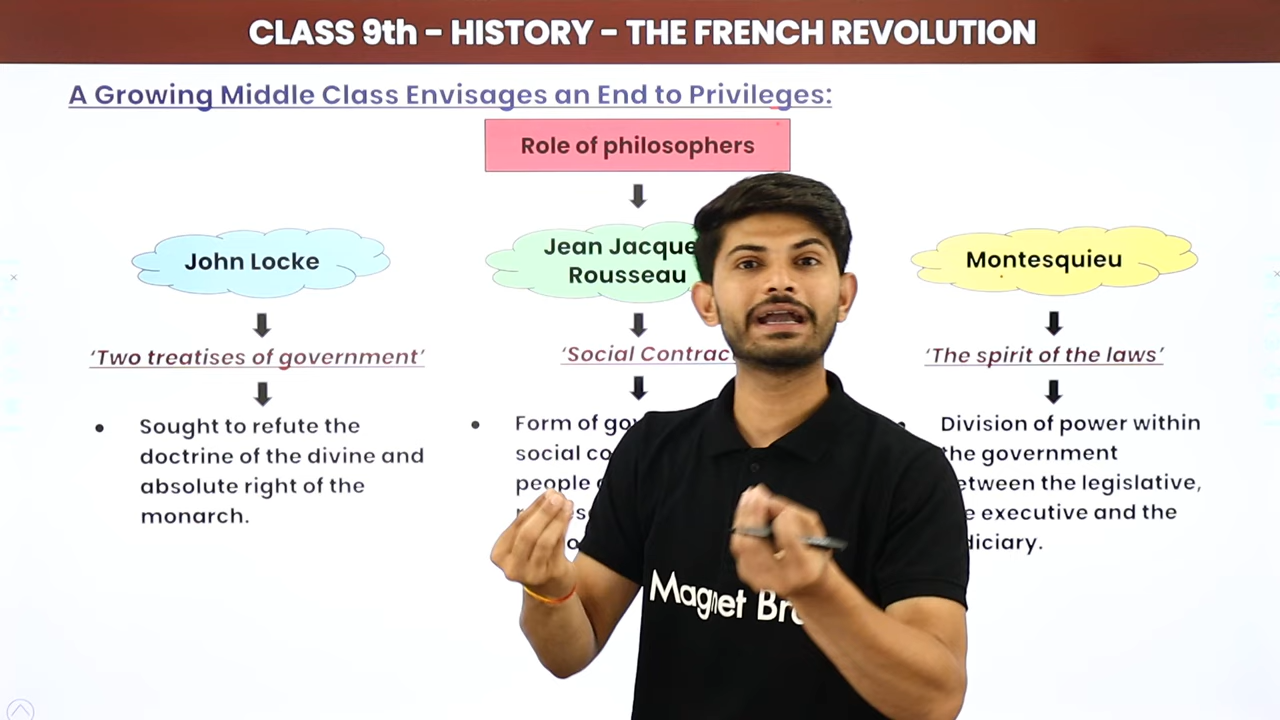 CLASS 9th – HISTORY – THE FRENCH REVOLUTION
A Growing Middle Class Envisages an End to Privileges:
Role of philosophers
John Locke
'Two treatises of government'
• Sought to refute the
doctrine of the divine and
absolute right of the
monarch.
Jean Jacque
Rousseau
'Social Contrac
• Form of go
social co
people
Montesquieu
'The spirit of the laws'
Division of power within
the government
etween the legislative,
e executive and the
diciary.
Magnet Br